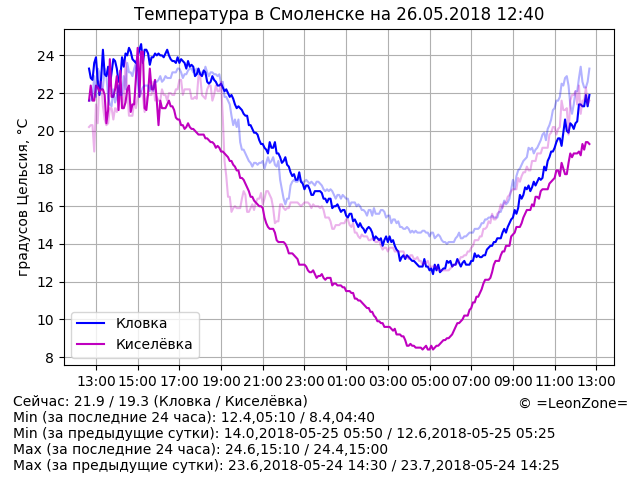 Температура в Смоленске на 26.05.2018 12:40
градусов Цельсия, °C
24
22
20
18
16
14
12
10
8
Кловка
Киселёвка
13:00 15:00 17:00 19:00 21:00 23:00 01:00 03:00 05:00 07:00 09:00 11:00 13:00
Сейчас: 21.9 / 19.3 (Кловка / Киселёвка)
© =LeonZone=
Min (за последние 24 часа): 12.4,05:10 / 8.4,04:40
Min (за предыдущие сутки): 14.0,2018-05-25 05:50 / 12.6,2018-05-25 05:25
Max (за последние 24 часа): 24.6,15:10 / 24.4,15:00
Max (за предыдущие сутки): 23.6,2018-05-24 14:30 / 23.7,2018-05-24 14:25